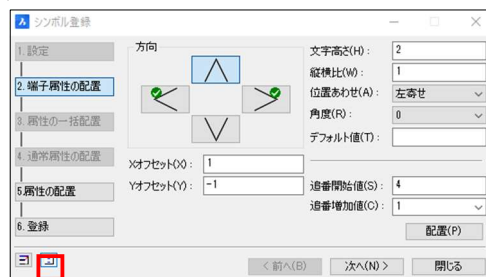 シンボル登録
1. 設定
2. 端子属性の配置
3. 属性の一括配置
4. 通常属性の配置
5.属性の配置
6. 登録
方向
Xオフセット(X) : 1
Yオフセット(Y) : -1
文字高さ(H) : 2
縦横比(W) : 1
位置あわせ(A) : 左寄せ
角度(R) : 0
デフォルト値(T) :
追番開始値(S) : 4
追番増加値(C) : 1
配置(P)
< 前へ(B)
次へ(N) >
閉じる